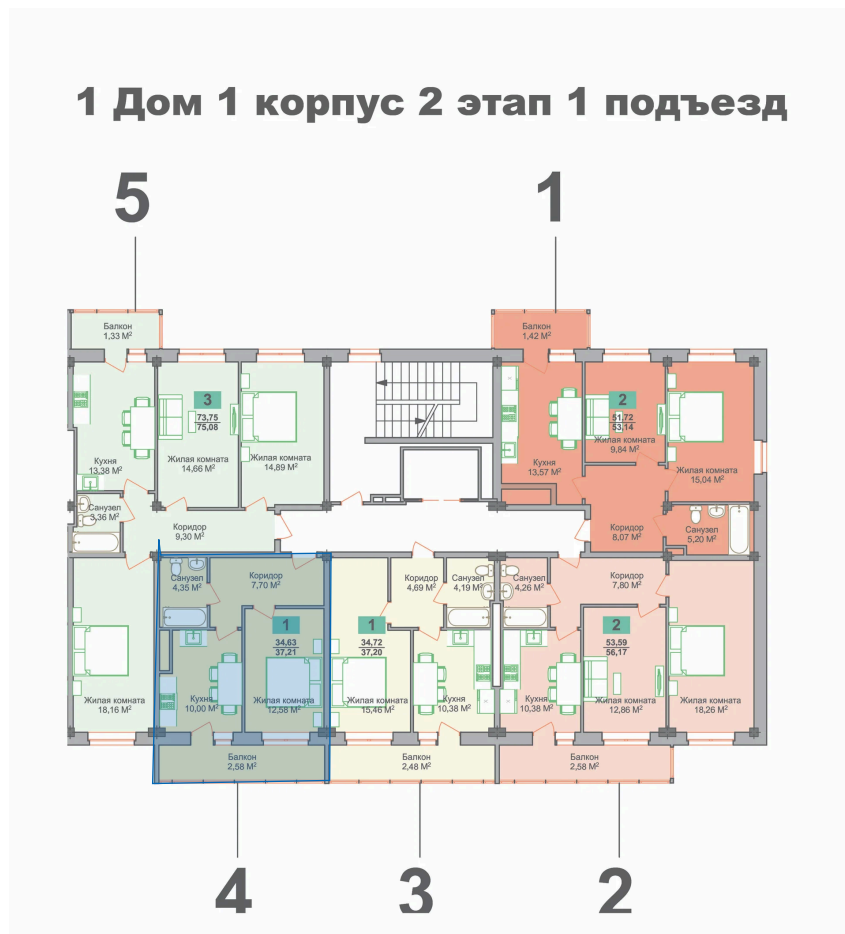 1 Дом 1 корпус 2 этап 1 подъезд
5
1
Балкон
1,33 М²
Балкон
1,42 М²
3
73,75
75,08
2
51,72
53,14
Кухня
13,38 М²
Жилая комната
14,66 М²
Жилая комната
14,89 М²
Кухня
13,57 М²
Жилая комната
9,84 М²
Жилая комната
15,04 М²
Санузел
3,36 М²
Коридор
9,30 М²
Коридор
8,07 М²
Санузел
5,20 М²
Санузел
4,35 М²
Коридор
7,70 М²
Коридор
4,69 М²
Санузел
4,19 М²
Санузел
4,26 М²
Коридор
7,80 М²
1
34,63
37,21
1
34,72
37,20
2
53,59
56,17
Жилая комната
18,16 М²
Кухня
10,00 М²
Жилая комната
12,58 М²
Жилая комната
15,46 М²
Кухня
10,38 М²
Кухня
10,38 М²
Жилая комната
12,86 М²
Жилая комната
18,26 М²
Балкон
2,58 М²
Балкон
2,48 М²
Балкон
2,58 М²
4
3
2